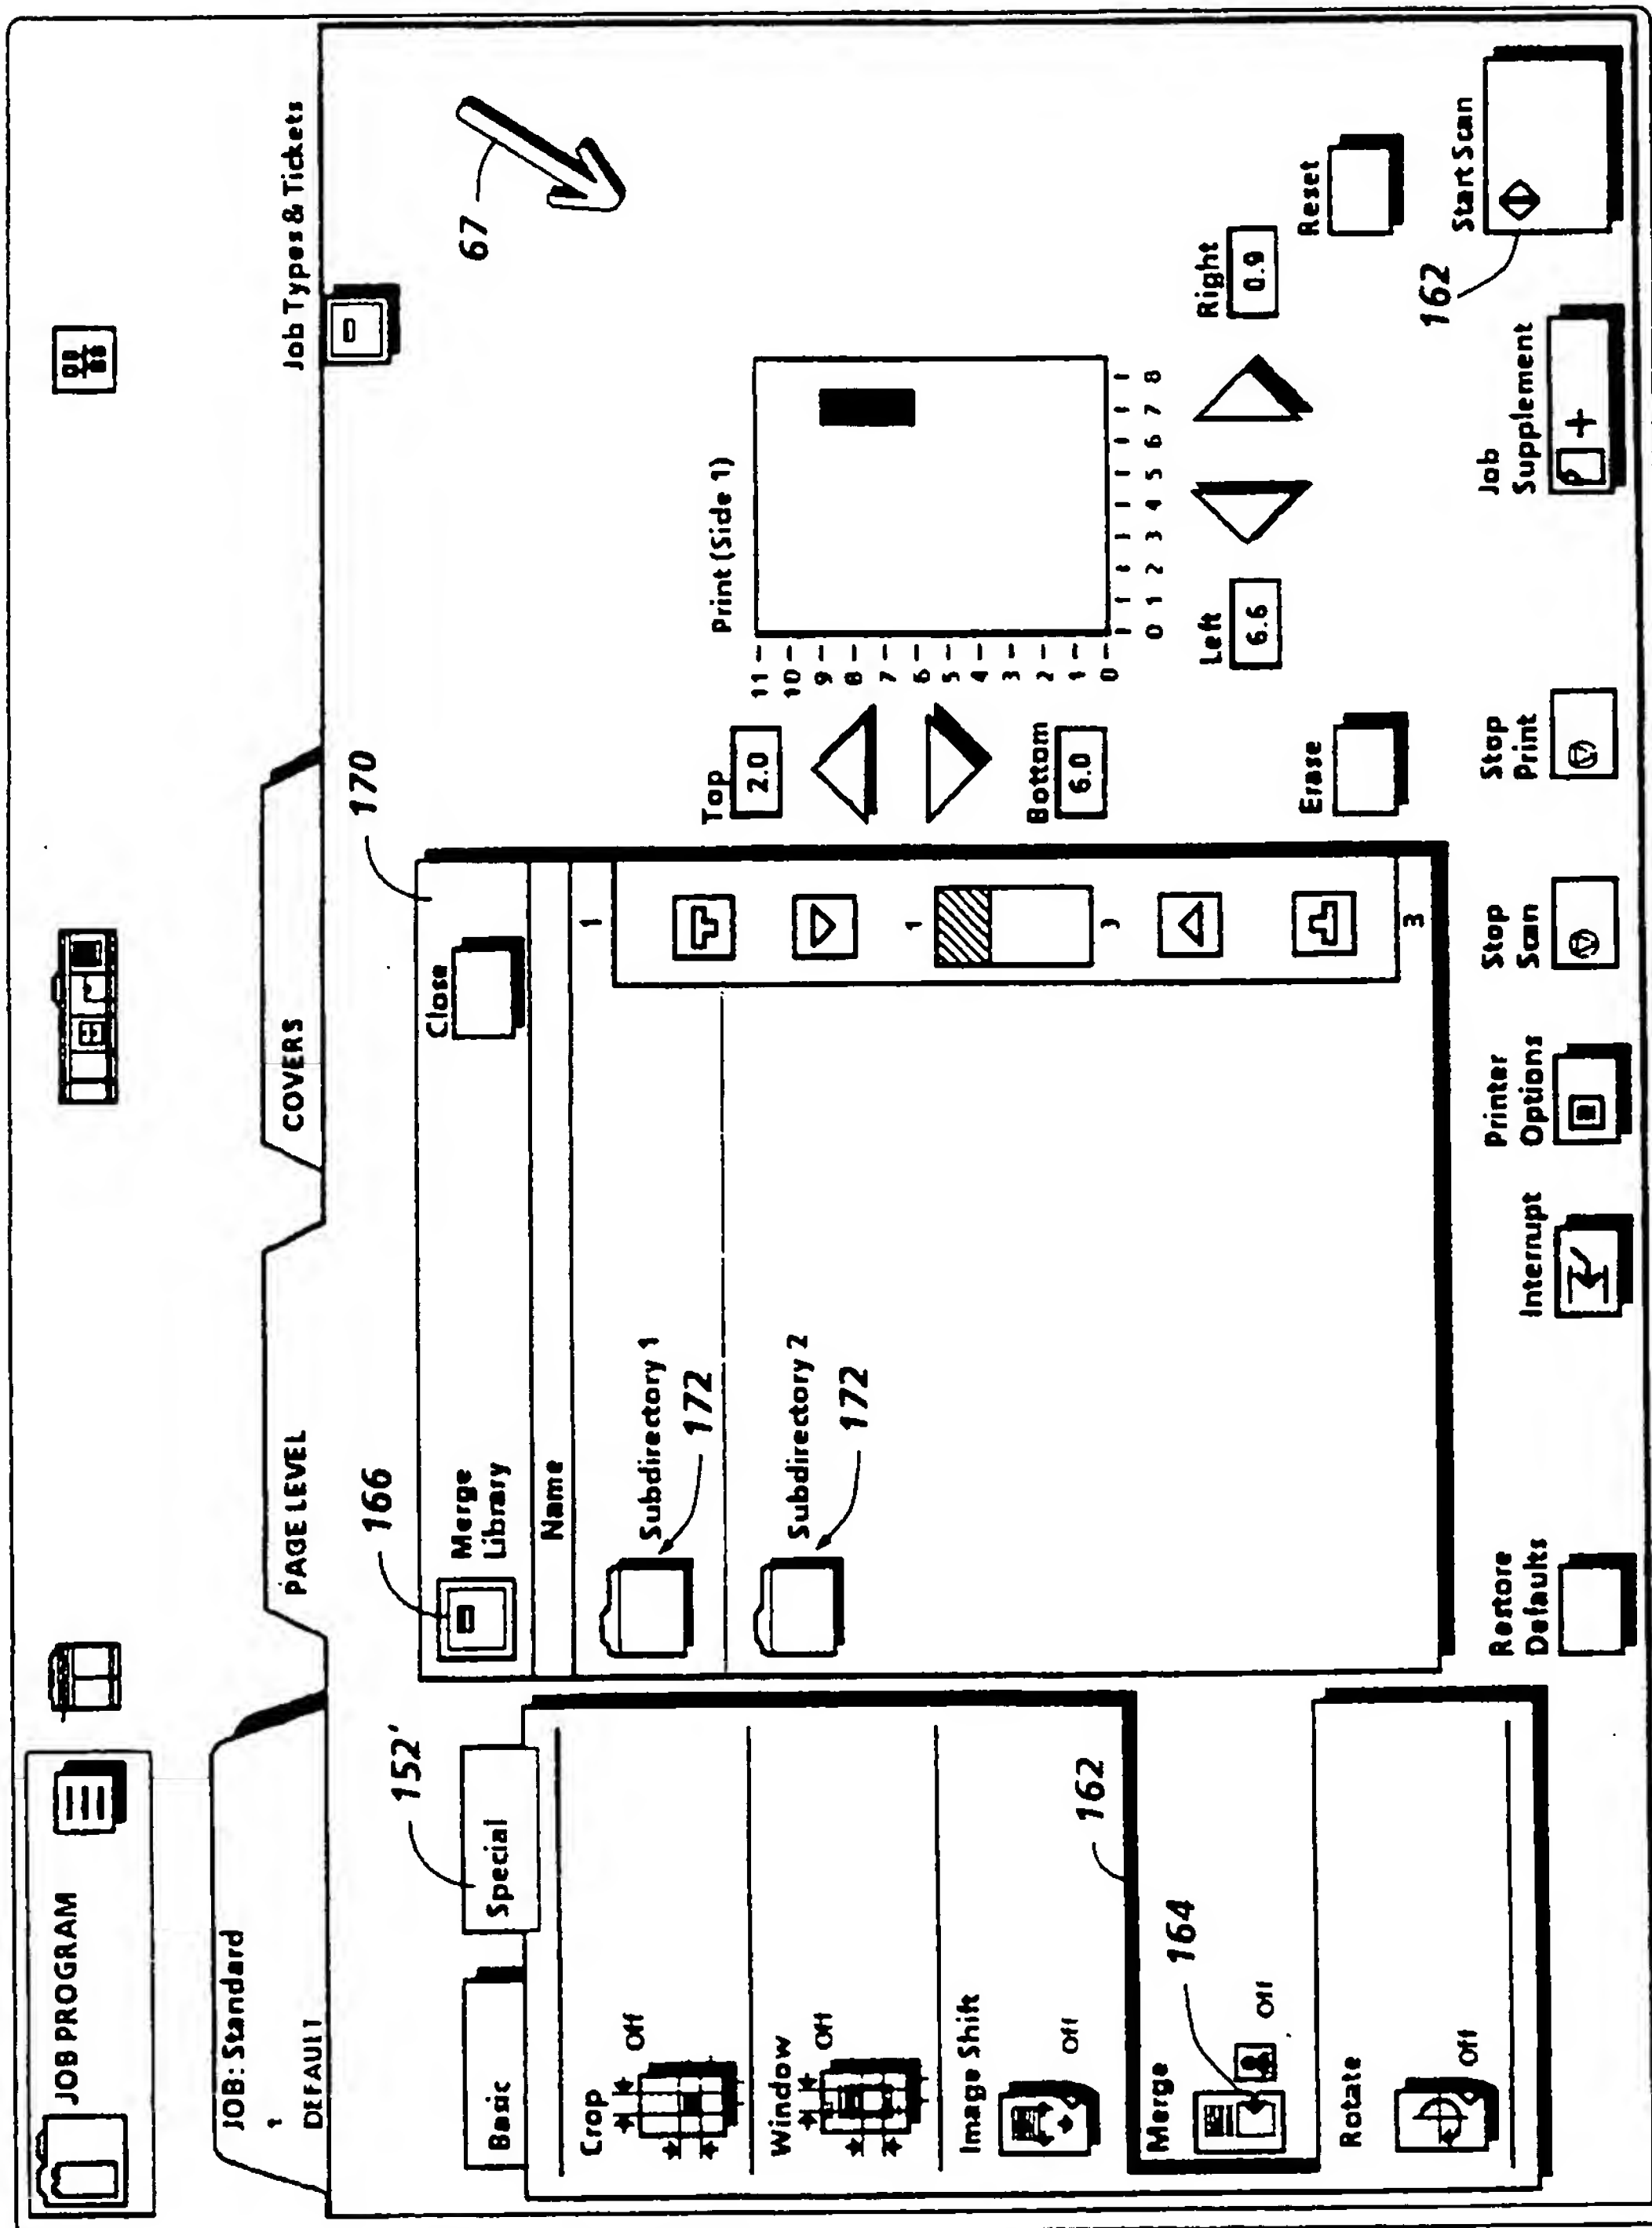 JOB PROGRAM
JOB: Standard
1
DEFAULT
PAGE LEVEL
COVERS
Job Types & Tickets
67
Basic
Special
152'
Crop
Off
Window
Off
Image Shift
Off
162
Merge
Off
164
Rotate
Off
166
Merge
Library
Close
170
Name
Subdirectory 1
172
Subdirectory 2
172
1
1
3
3
Top
2.0
Bottom
6.0
Print (Side 1)
11
10
9
8
7
6
5
4
3
2
1
0
0 1 2 3 4 5 6 7 8
Left
6.6
Right
0.9
Erase
Reset
Restore
Defaults
Interrupt
Printer
Options
Stop
Scan
Stop
Print
Job
Supplement
Start Scan
162